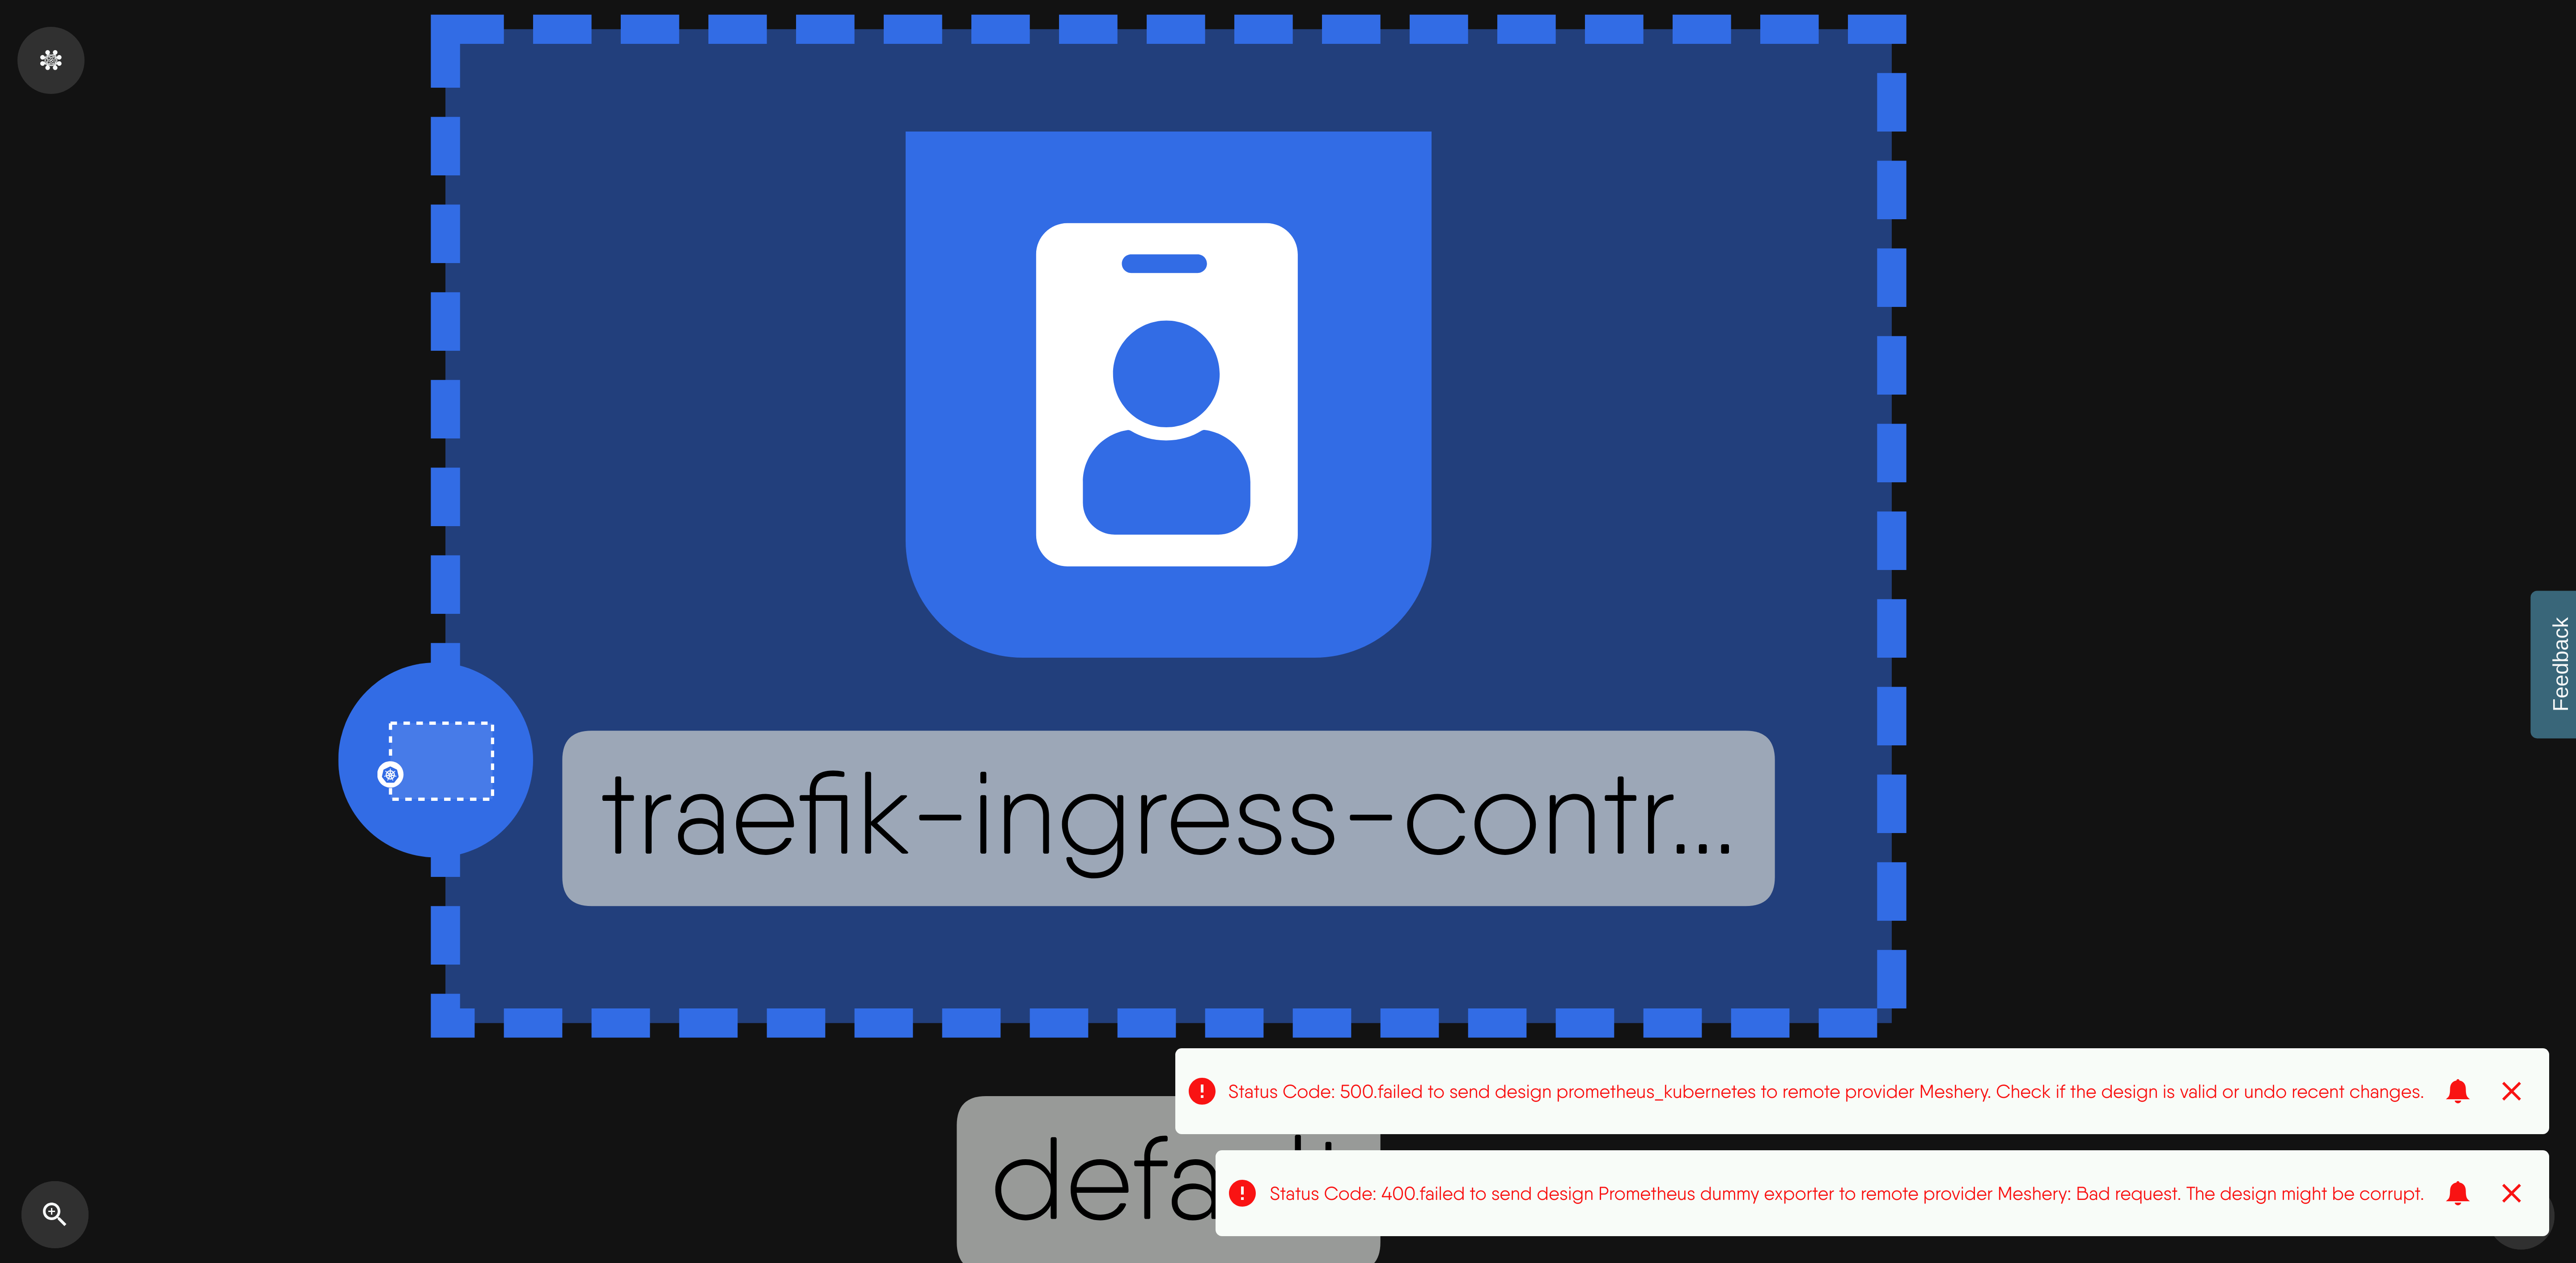 traefik-ingress-contr...
Feedback
Status Code: 500.failed to send design prometheus_kubernetes to remote provider Meshery. Check if the design is valid or undo recent changes.
Status Code: 400.failed to send design Prometheus dummy exporter to remote provider Meshery: Bad request. The design might be corrupt.